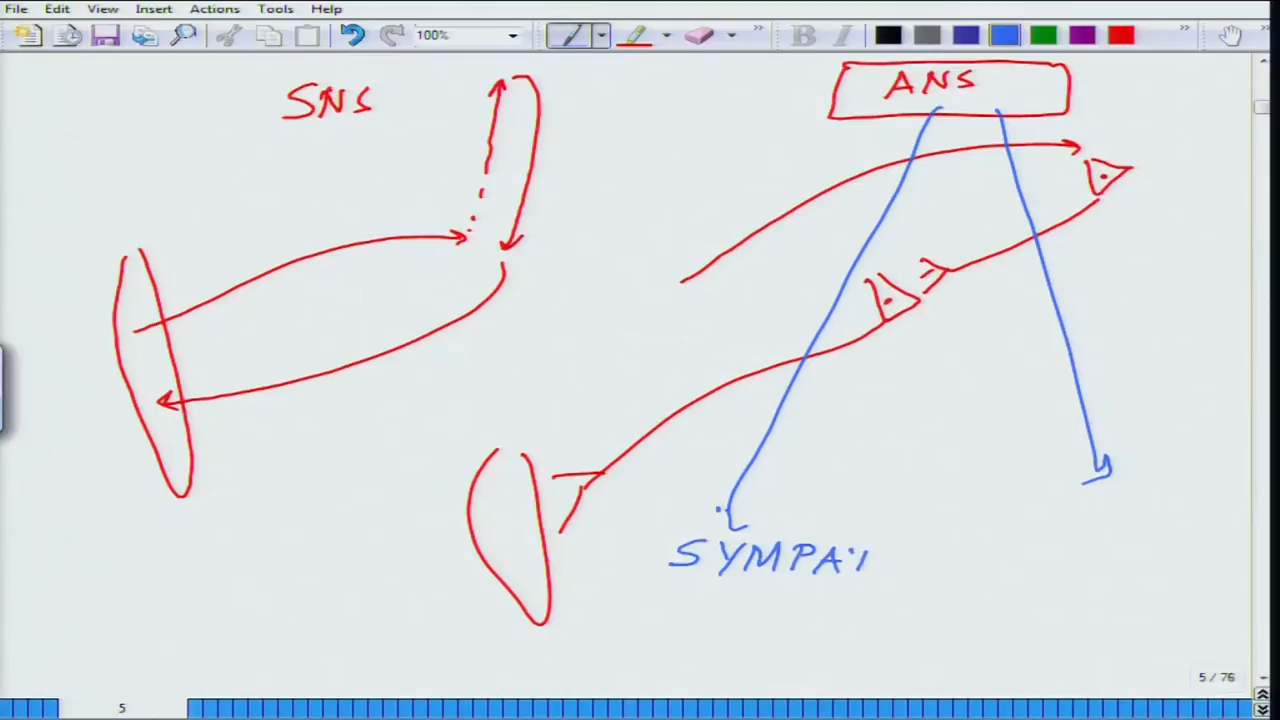 File Edit View Insert Actions Tools Help
100%
SNS
ANS
SYMPA
5 / 76
5